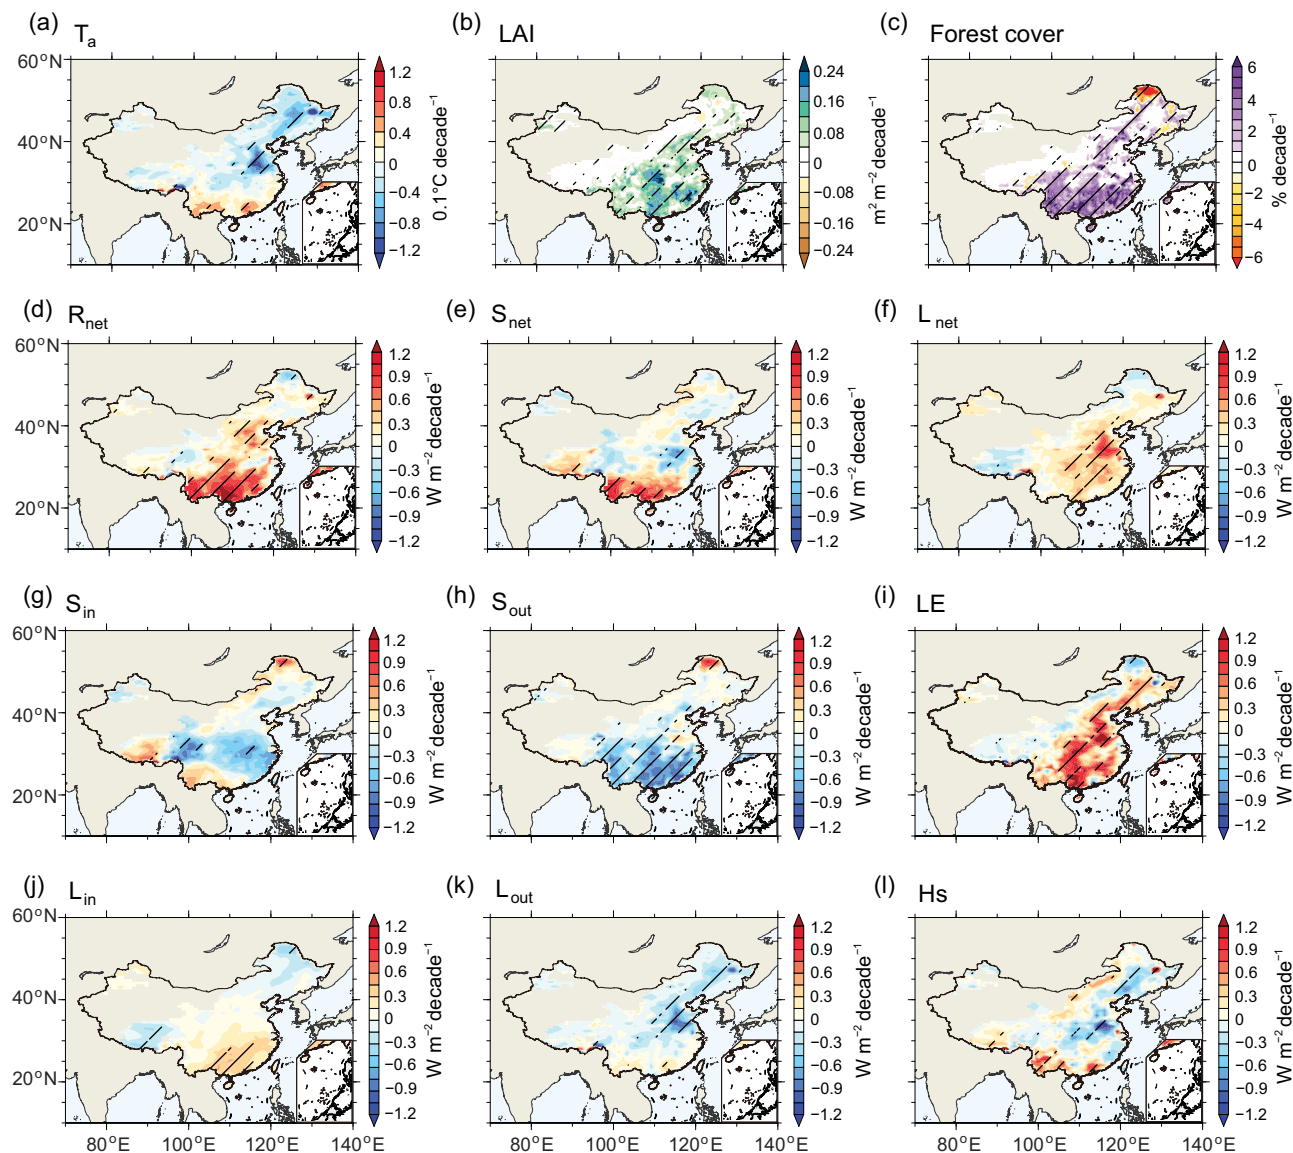 (a) Tₐ
(b) LAI
(c) Forest cover
60°N
40°N
20°N
1.2
0.8
0.4
0
−0.4
−0.8
−1.2
0.1°C decade⁻¹
0.24
0.16
0.08
0
−0.08
−0.16
−0.24
m² m⁻² decade⁻¹
6
4
2
0
−2
−4
−6
% decade⁻¹
(d) Rnet
(e) Snet
(f) L net
60°N
40°N
20°N
1.2
0.9
0.6
0.3
0
−0.3
−0.6
−0.9
−1.2
W m⁻² decade⁻¹
1.2
0.9
0.6
0.3
0
−0.3
−0.6
−0.9
−1.2
W m⁻² decade⁻¹
1.2
0.9
0.6
0.3
0
−0.3
−0.6
−0.9
−1.2
W m⁻² decade⁻¹
(g) Sin
(h) Sout
(i) LE
60°N
40°N
20°N
1.2
0.9
0.6
0.3
0
−0.3
−0.6
−0.9
−1.2
W m⁻² decade⁻¹
1.2
0.9
0.6
0.3
0
−0.3
−0.6
−0.9
−1.2
W m⁻² decade⁻¹
1.2
0.9
0.6
0.3
0
−0.3
−0.6
−0.9
−1.2
W m⁻² decade⁻¹
(j) Lin
(k) Lout
(l) Hs
60°N
40°N
20°N
1.2
0.9
0.6
0.3
0
−0.3
−0.6
−0.9
−1.2
W m⁻² decade⁻¹
1.2
0.9
0.6
0.3
0
−0.3
−0.6
−0.9
−1.2
W m⁻² decade⁻¹
1.2
0.9
0.6
0.3
0
−0.3
−0.6
−0.9
−1.2
W m⁻² decade⁻¹
80°E 100°E 120°E 140°E
80°E 100°E 120°E 140°E
80°E 100°E 120°E 140°E